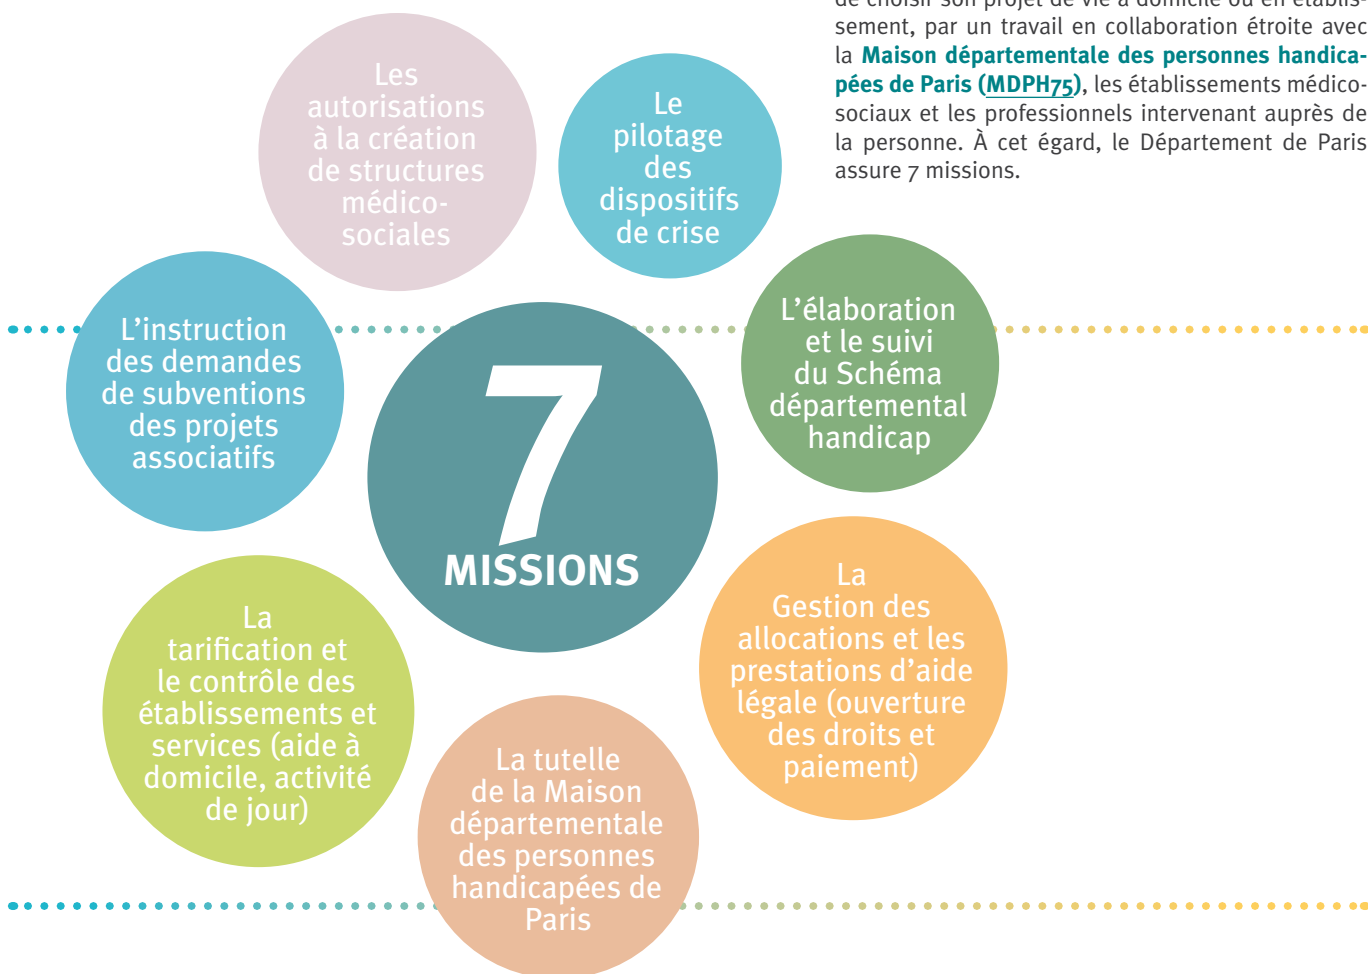 de choisir son projet de vie à domicile ou en établis-
sement, par un travail en collaboration étroite avec
la Maison départementale des personnes handica-
pées de Paris (MDPH75), les établissements médico-
sociaux et les professionnels intervenant auprès de
la personne. À cet égard, le Département de Paris
assure 7 missions.
Les
autorisations
à la création
de structures
médico-
sociales
Le
pilotage
des
dispositifs
de crise
L’instruction
des demandes
de subventions
des projets
associatifs
7
MISSIONS
L’élaboration
et le suivi
du Schéma
départemental
handicap
La
tarification et
le contrôle des
établissements et
services (aide à
domicile, activité
de jour)
La tutelle
de la Maison
départementale
des personnes
handicapées de
Paris
La
Gestion des
allocations et les
prestations d’aide
légale (ouverture
des droits et
paiement)